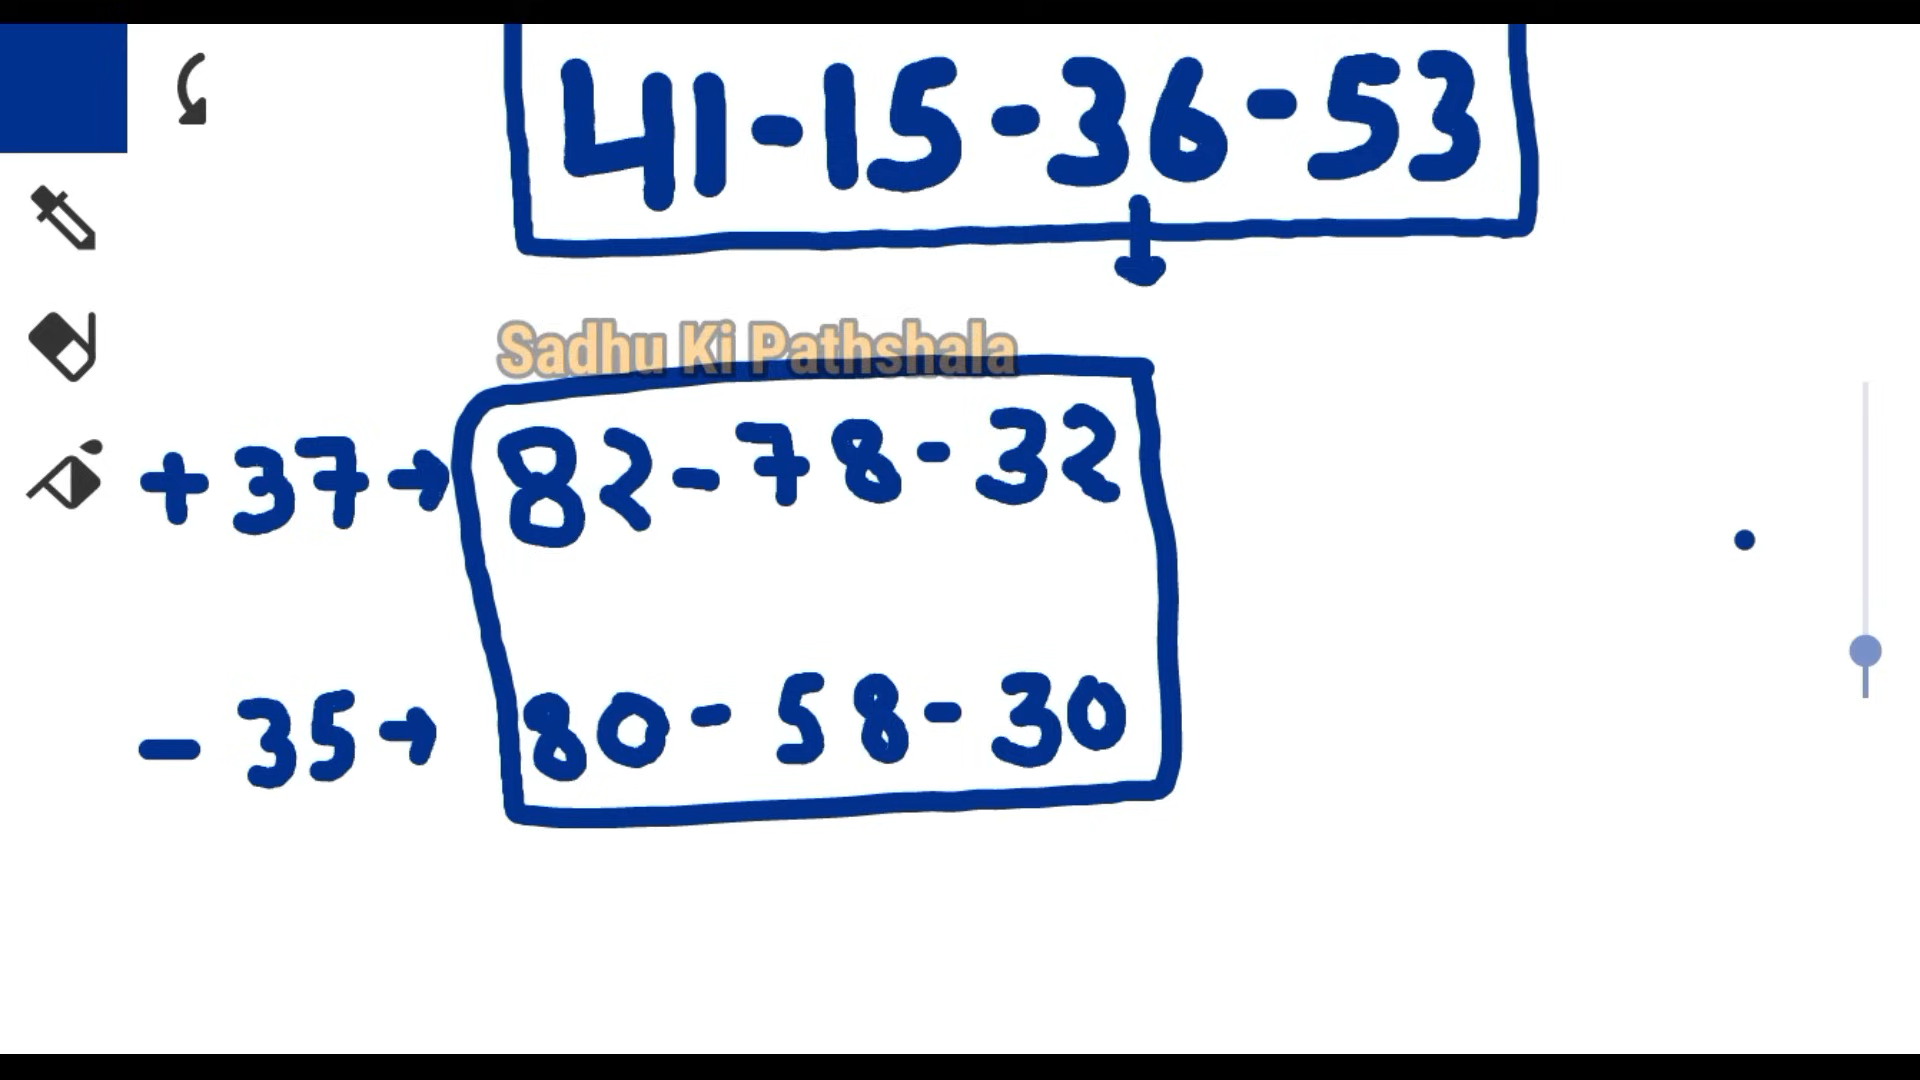 41-15-36-53
Sadhu Ki Pathshala
+37→ 82-78-32
-35→ 80-58-30